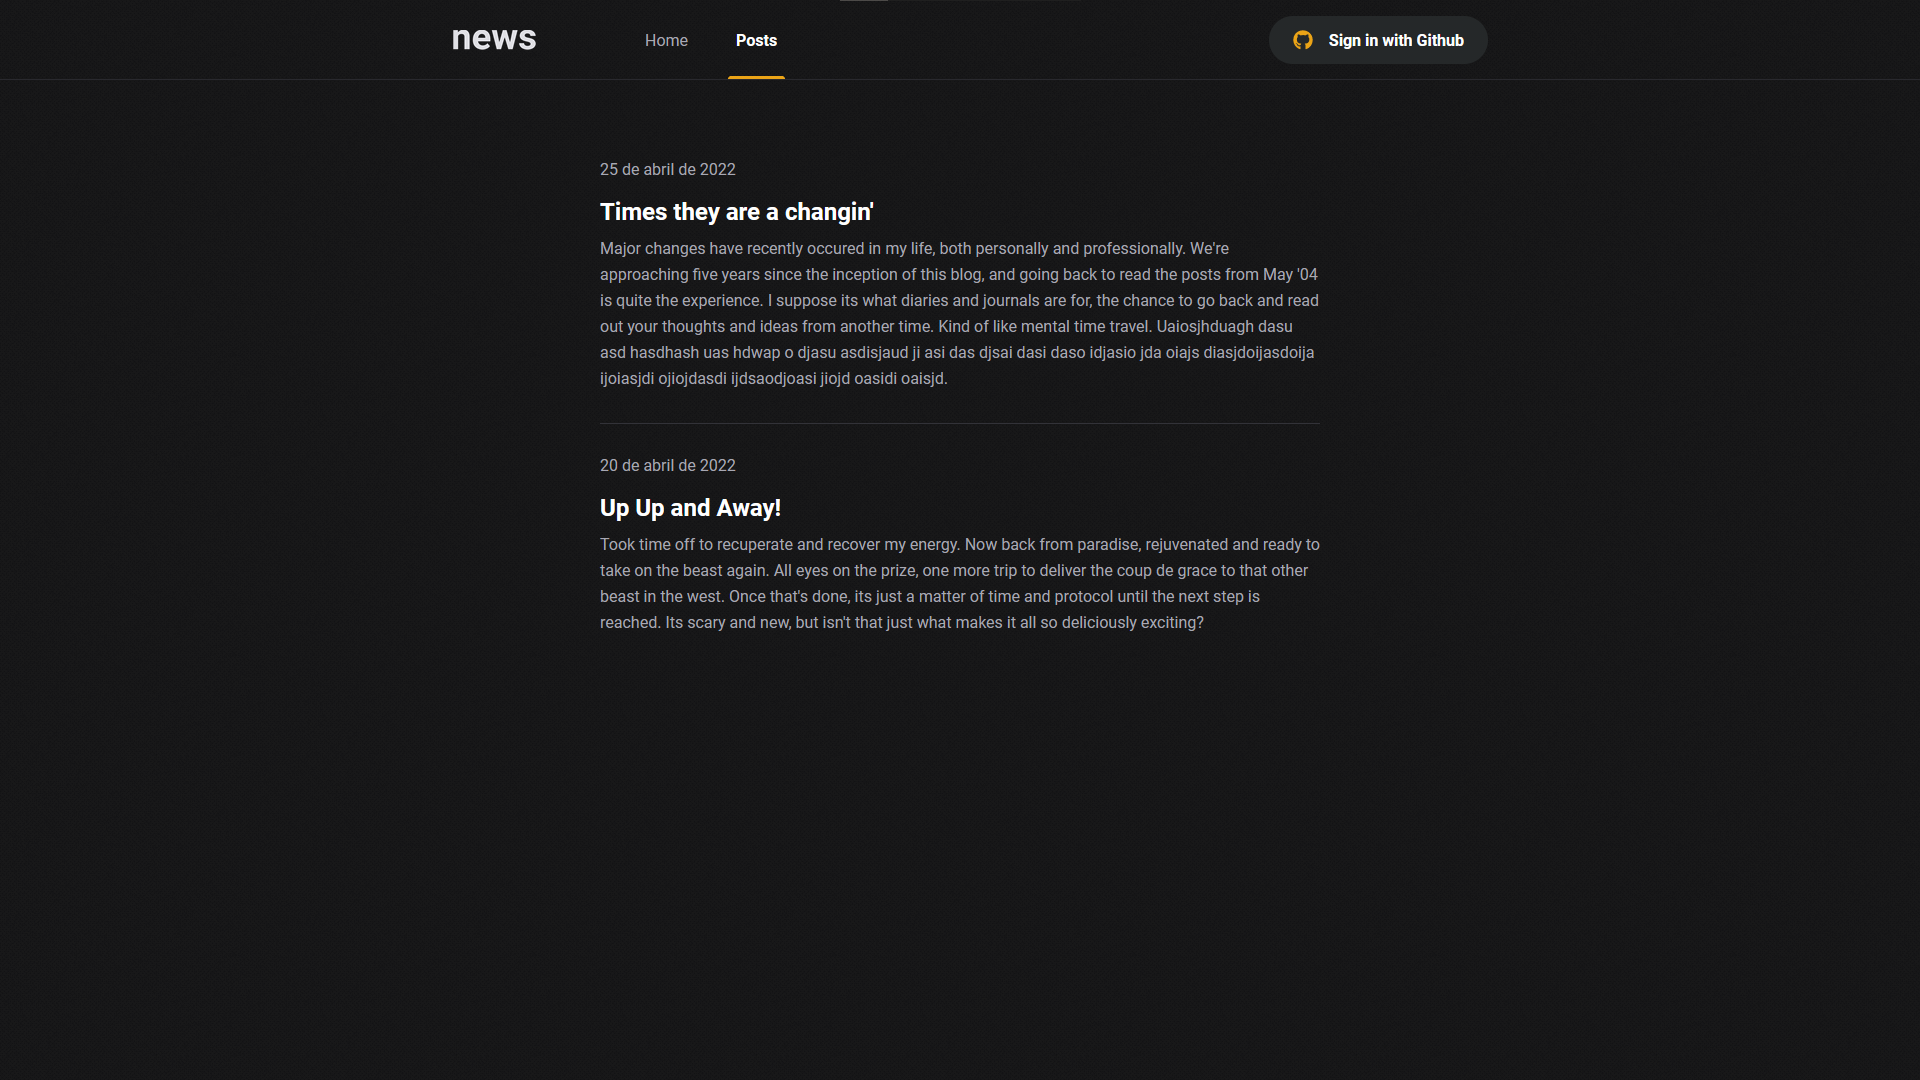 news
Home
Posts
Sign in with Github
25 de abril de 2022
Times they are a changin'
Major changes have recently occured in my life, both personally and professionally. We're
approaching five years since the inception of this blog, and going back to read the posts from May '04
is quite the experience. I suppose its what diaries and journals are for, the chance to go back and read
out your thoughts and ideas from another time. Kind of like mental time travel. Uaiosjhduagh dasu
asd hasdhash uas hdwap o djasu asdisjaud ji asi das djsai dasi daso idjasio jda oiajs diasjdoijasdoija
ijoiasjdi ojiojdasdi ijdsaodjoasi jiojd oasidi oaisjd.
20 de abril de 2022
Up Up and Away!
Took time off to recuperate and recover my energy. Now back from paradise, rejuvenated and ready to
take on the beast again. All eyes on the prize, one more trip to deliver the coup de grace to that other
beast in the west. Once that's done, its just a matter of time and protocol until the next step is
reached. Its scary and new, but isn't that just what makes it all so deliciously exciting?